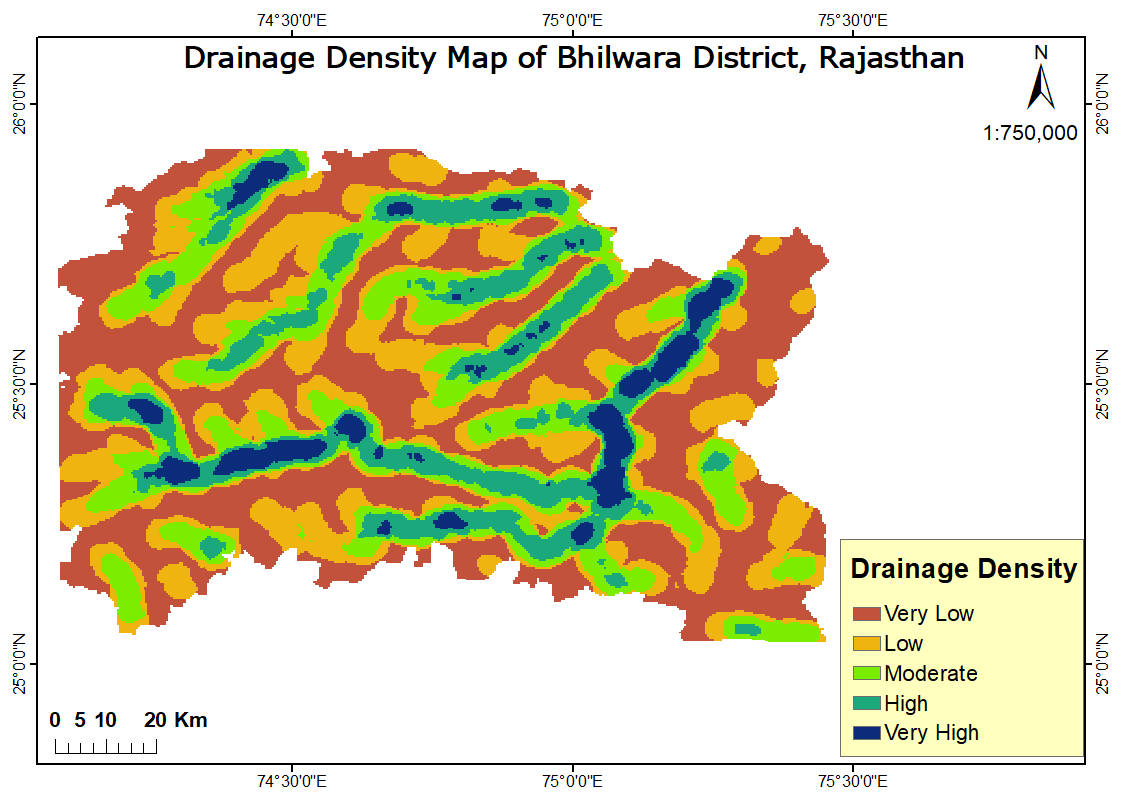 74°30'0"E 75°0'0"E 75°30'0"E
Drainage Density Map of Bhilwara District, Rajasthan
N
1:750,000
26°0'0"N 26°0'0"N
25°30'0"N 25°30'0"N
25°0'0"N 25°0'0"N
Drainage Density
Very Low
Low
Moderate
High
Very High
0 5 10 20 Km
74°30'0"E 75°0'0"E 75°30'0"E